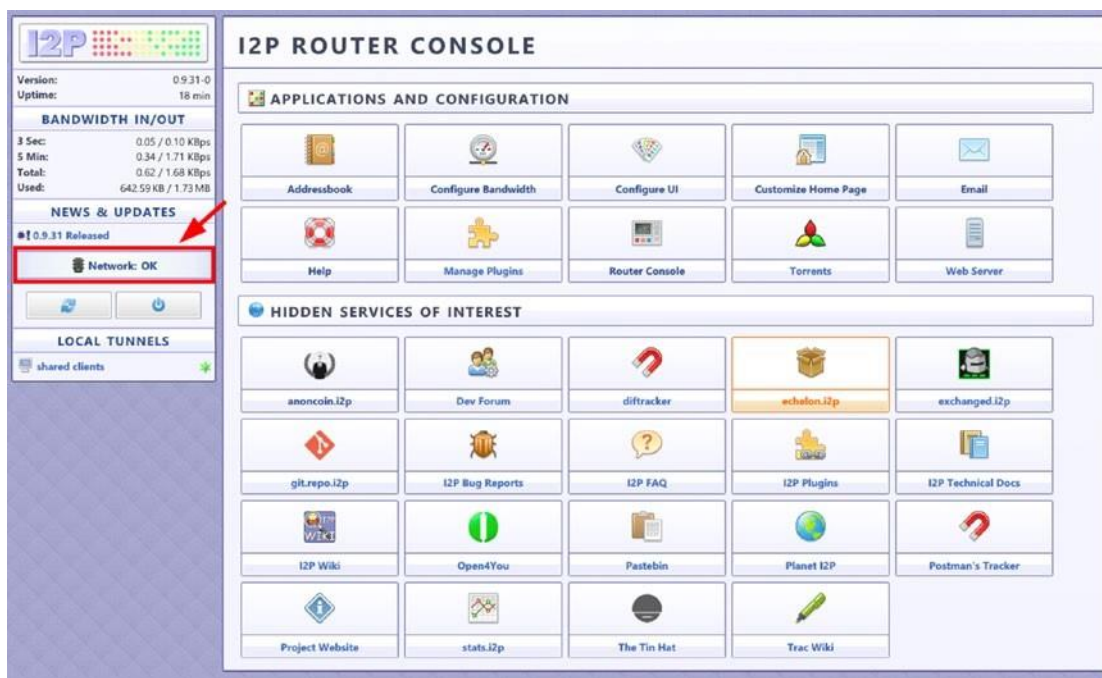 I2P
Version: 0.9.31-0
Uptime: 18 min
BANDWIDTH IN/OUT
3 Sec: 0.05 / 0.10 KBps
5 Min: 0.34 / 1.71 KBps
Total: 0.62 / 1.68 KBps
Used: 642.59 KB / 1.73 MB
NEWS & UPDATES
0.9.31 Released
Network: OK
LOCAL TUNNELS
shared clients
I2P ROUTER CONSOLE
APPLICATIONS AND CONFIGURATION
Addressbook Configure Bandwidth Configure UI Customize Home Page Email
Help Manage Plugins Router Console Torrents Web Server
HIDDEN SERVICES OF INTEREST
anoncoin.i2p Dev Forum diftracker echelon.i2p exchanged.i2p
git.repo.i2p I2P Bug Reports I2P FAQ I2P Plugins I2P Technical Docs
WIKI
I2P Wiki Open4You Pastebin Planet I2P Postman's Tracker
Project Website stats.i2p The Tin Hat Trac Wiki